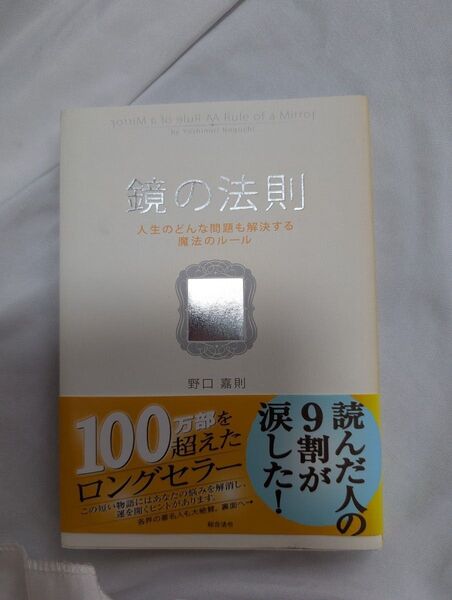 Rule of a Mirror
Rule of a Mirror
by Yoshinori Noguchi
鏡の法則
人生のどんな問題も解決する
魔法のルール
野口 嘉則
読んだ人の
9割が
涙した!
100万部を
超えた
ロングセラー
この短い物語にはあなたの悩みを解消し、
運を開くヒントがあります。
各界の著名人も大絶賛。裏面へ→
総合法令